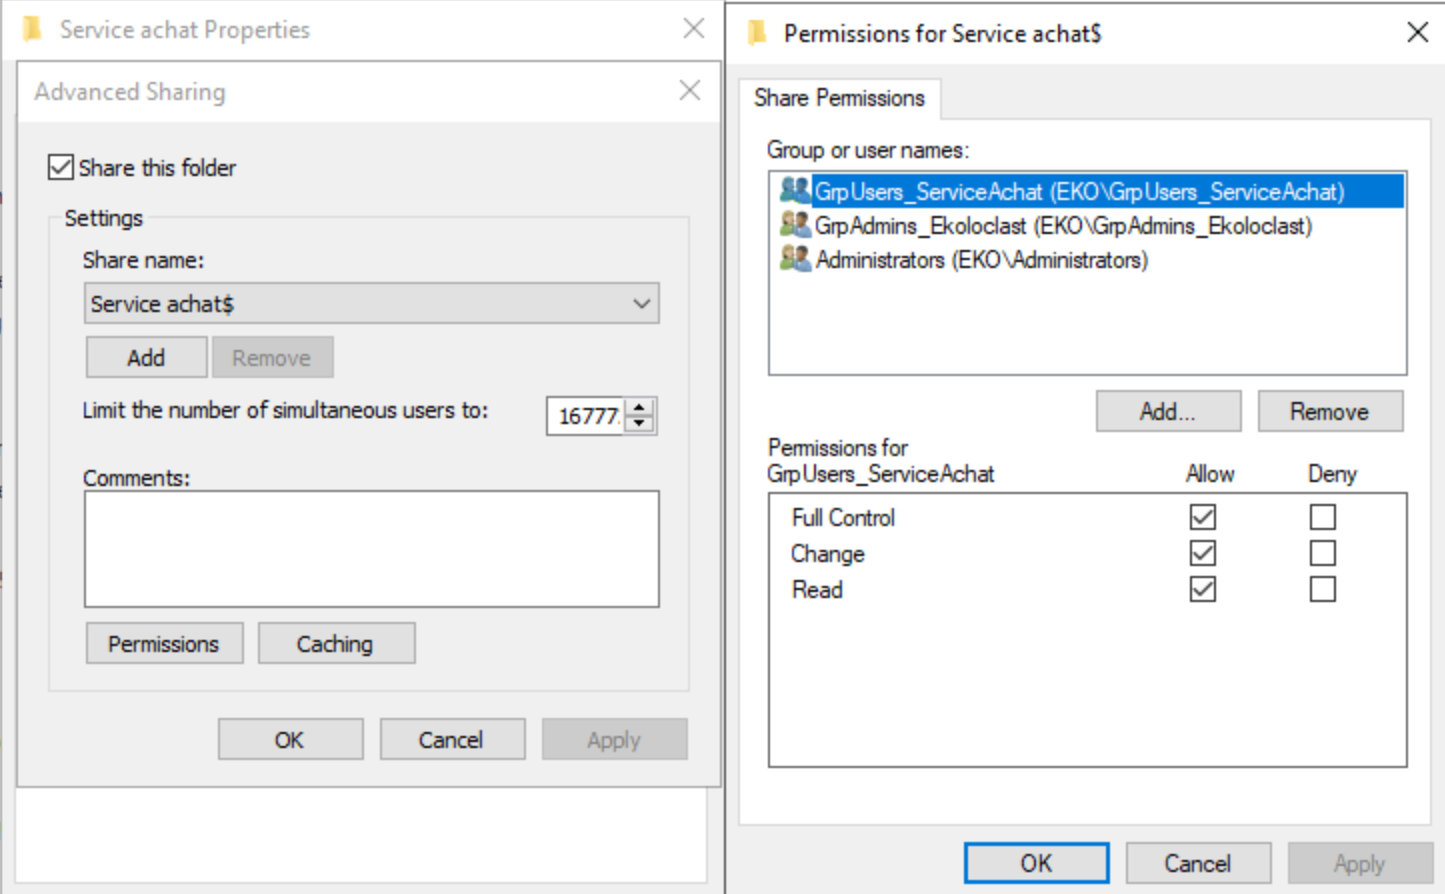 Service achat Properties
Advanced Sharing
Share this folder
Settings
Share name:
Service achat$
Add
Remove
Limit the number of simultaneous users to:
16777
Comments:
Permissions
Caching
OK
Cancel
Apply
Permissions for Service achat$
Share Permissions
Group or user names:
GrpUsers_ServiceAchat (EKO\GrpUsers_ServiceAchat)
GrpAdmins_Ekoloclast (EKO\GrpAdmins_Ekoloclast)
Administrators (EKO\Administrators)
Add...
Remove
Permissions for
GrpUsers_ServiceAchat
Allow
Deny
Full Control
Change
Read
OK
Cancel
Apply